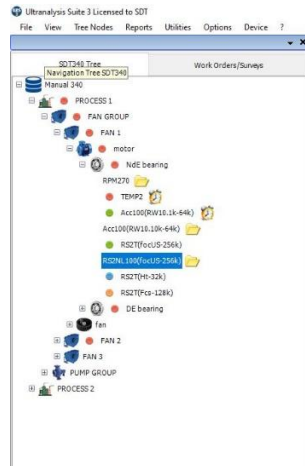 Ultranalysis Suite 3 Licensed to SDT
File View Tree Nodes Reports Utilities Options Device ?
SDT340 Tree Work Orders/Surveys
Navigation Tree SDT340
Manual 340
PROCESS 1
FAN GROUP
FAN 1
motor
NdE bearing
RPM270
TEMP2
Acc100(RW10.1k-64k)
Acc100(RW10.10k-64k)
RS2T(focUS-256k)
RS2NL100(focUS-256k)
RS2T(Ht-32k)
RS2T(Fcs-128k)
DE bearing
fan
FAN 2
FAN 3
PUMP GROUP
PROCESS 2